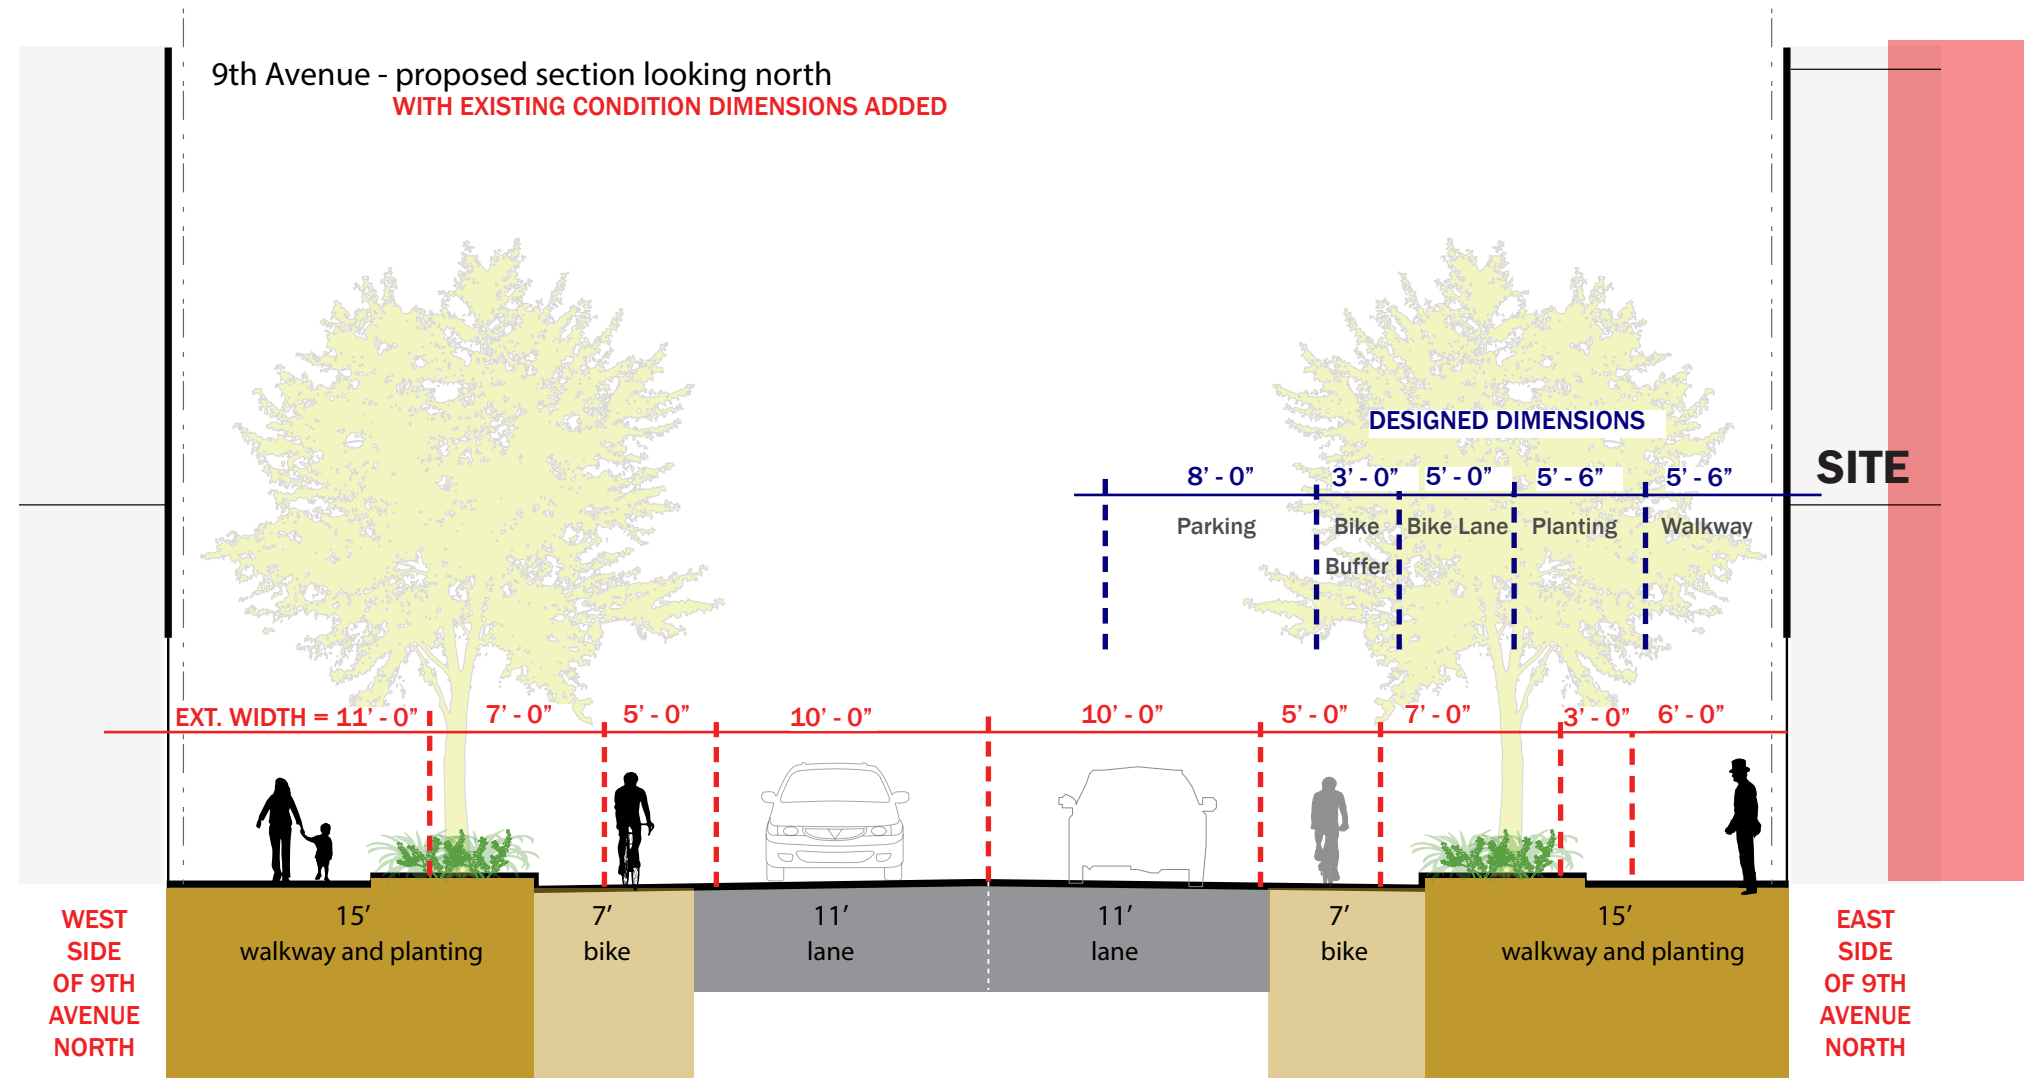 9th Avenue - proposed section looking north
WITH EXISTING CONDITION DIMENSIONS ADDED
DESIGNED DIMENSIONS
SITE
8’ - 0” 3’ - 0” 5’ - 0” 5’ - 6” 5’ - 6”
Parking Bike Bike Lane Planting Walkway
Buffer
EXT. WIDTH = 11’ - 0” 7’ - 0” 5’ - 0” 10’ - 0” 10’ - 0” 5’ - 0” 7’ - 0” 3’ - 0” 6’ - 0”
15’ 7’ 11’ 11’ 7’ 15’
walkway and planting bike lane lane bike walkway and planting
WEST
SIDE
OF 9TH
AVENUE
NORTH
EAST
SIDE
OF 9TH
AVENUE
NORTH